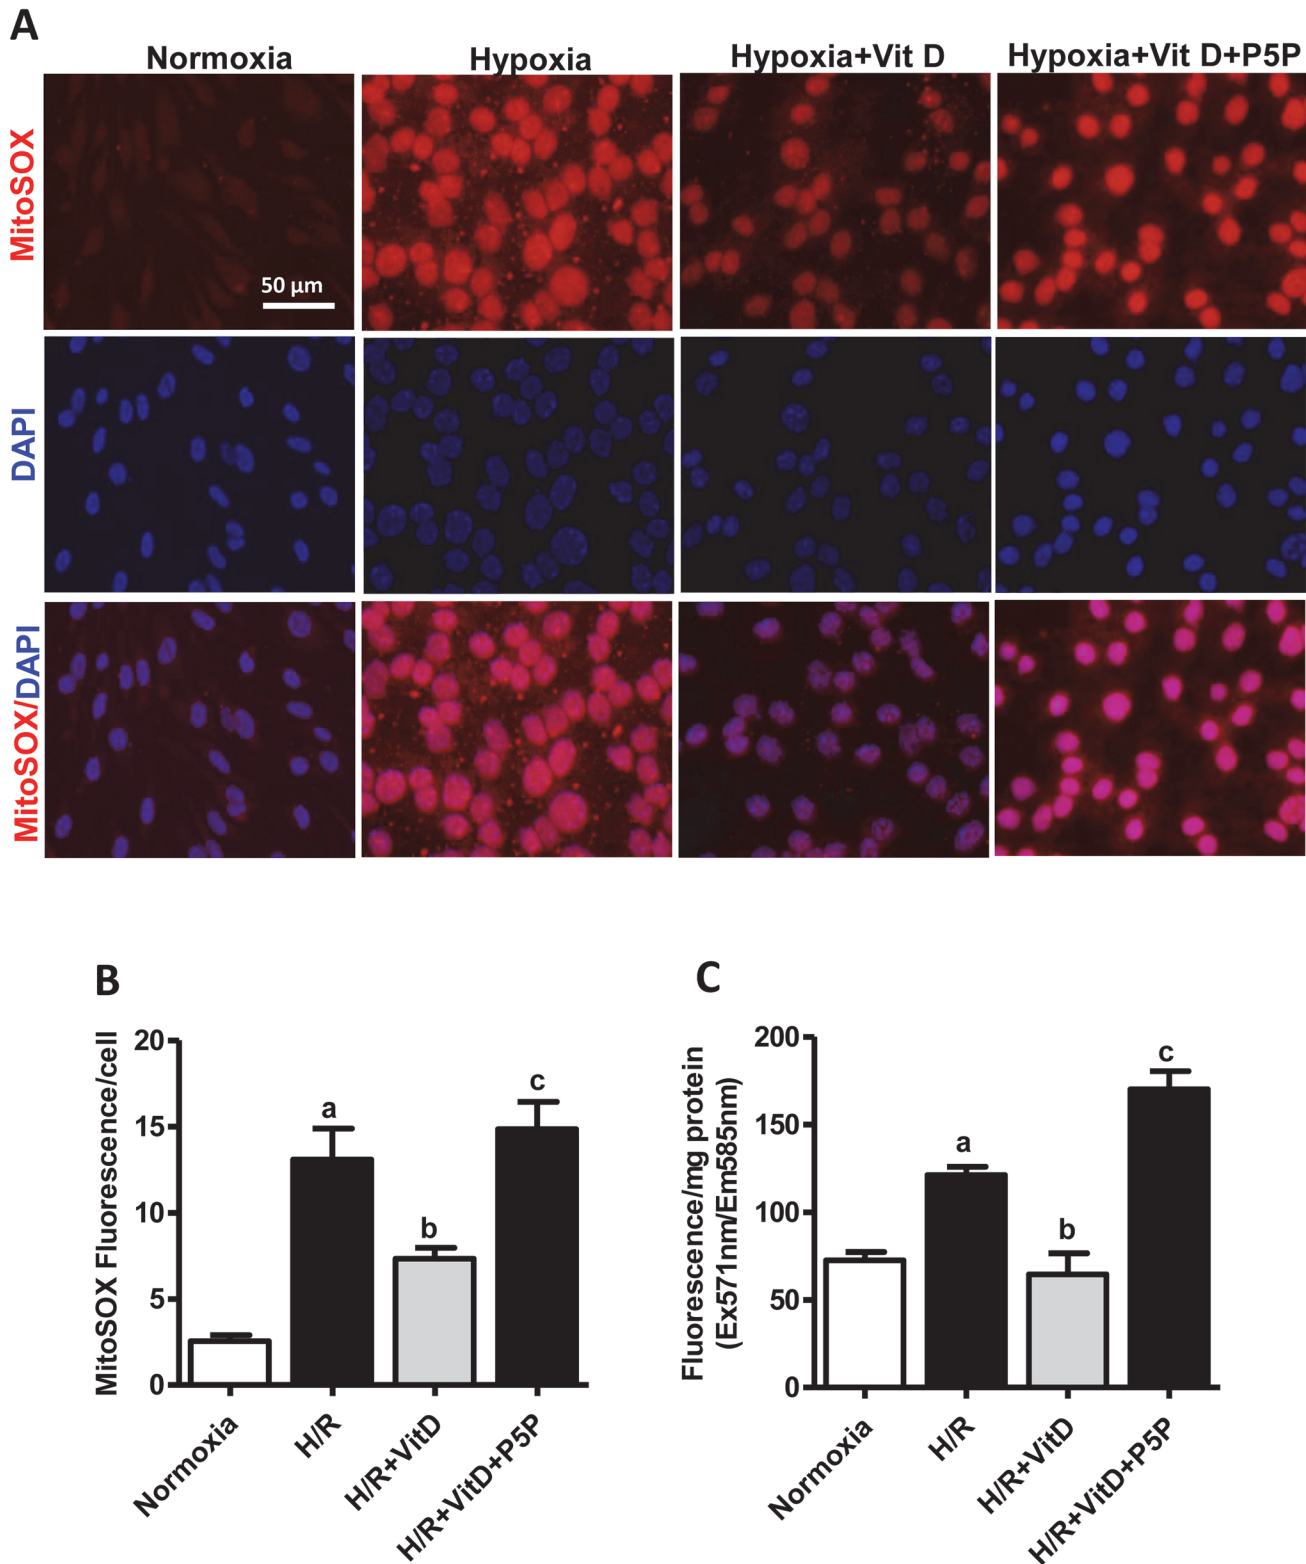 A
Normoxia
Hypoxia
Hypoxia+Vit D
Hypoxia+Vit D+P5P
MitoSOX
50 µm
DAPI
MitoSOX/DAPI
B
MitoSOX Fluorescence/cell
20
15
10
5
0
a
b
c
Normoxia
H/R
H/R+VitD
H/R+VitD+P5P
C
Fluorescence/mg protein
(Ex571nm/Em585nm)
200
150
100
50
0
a
b
c
Normoxia
H/R
H/R+VitD
H/R+VitD+P5P